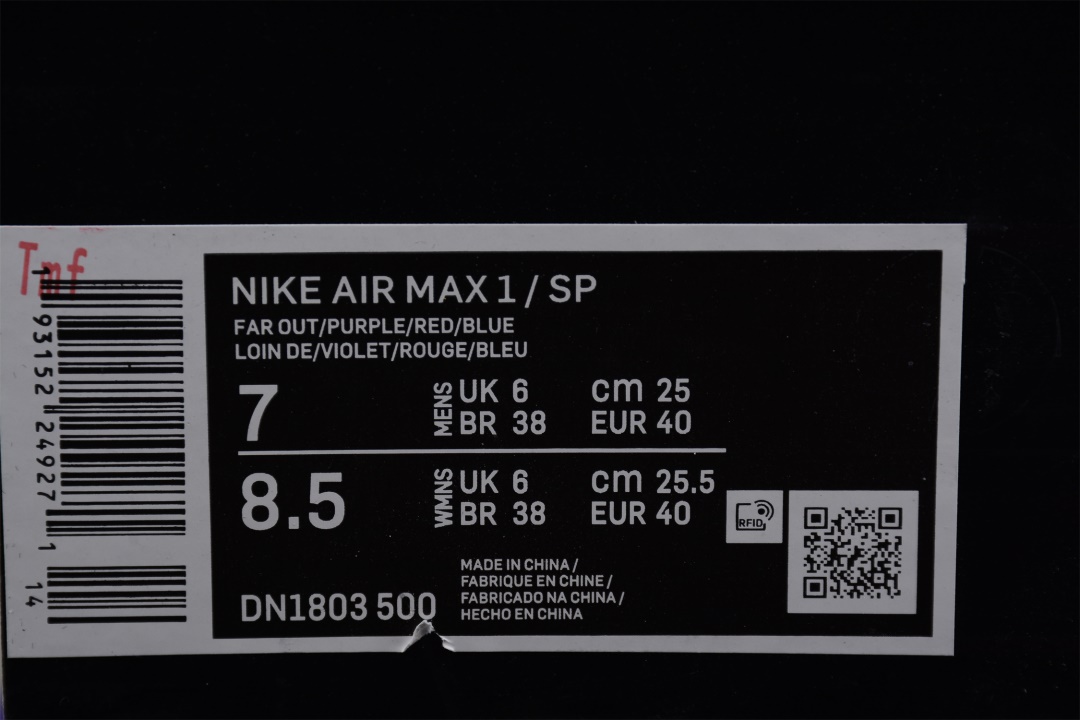 Tmf
1 93152 24927 1
14
NIKE AIR MAX 1 / SP
FAR OUT/PURPLE/RED/BLUE
LOIN DE/VIOLET/ROUGE/BLEU
7 MENS UK 6 cm 25
BR 38 EUR 40
8.5 WMNS UK 6 cm 25.5
BR 38 EUR 40
RFID
MADE IN CHINA /
FABRIQUE EN CHINE /
FABRICADO NA CHINA /
HECHO EN CHINA
DN1803 500